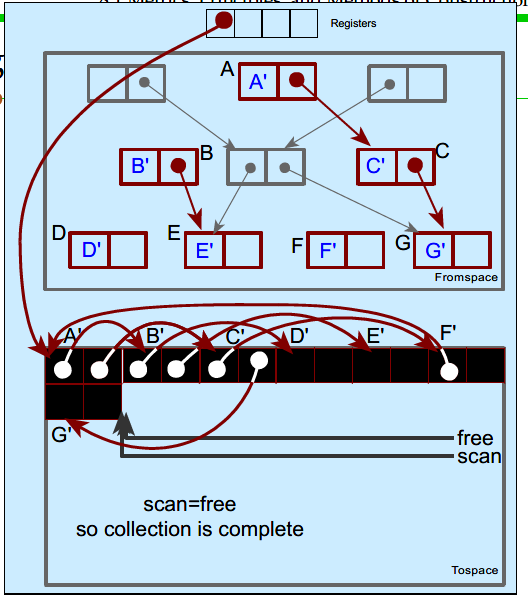 Registers
A
A'
B'
B
C'
C
D
D'
E
E'
F
F'
G
G'
Fromspace
A'
B'
C'
D'
E'
F'
G'
free
scan
scan=free
so collection is complete
Tospace